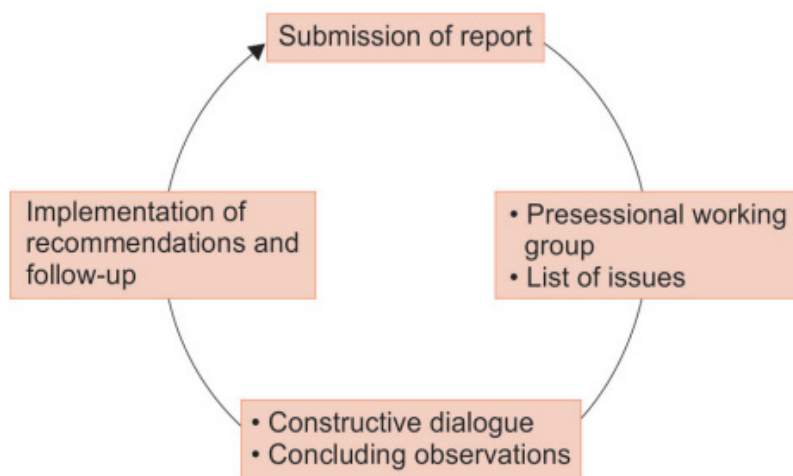 Submission of report
• Presessional working
group
• List of issues
• Constructive dialogue
• Concluding observations
Implementation of
recommendations and
follow-up